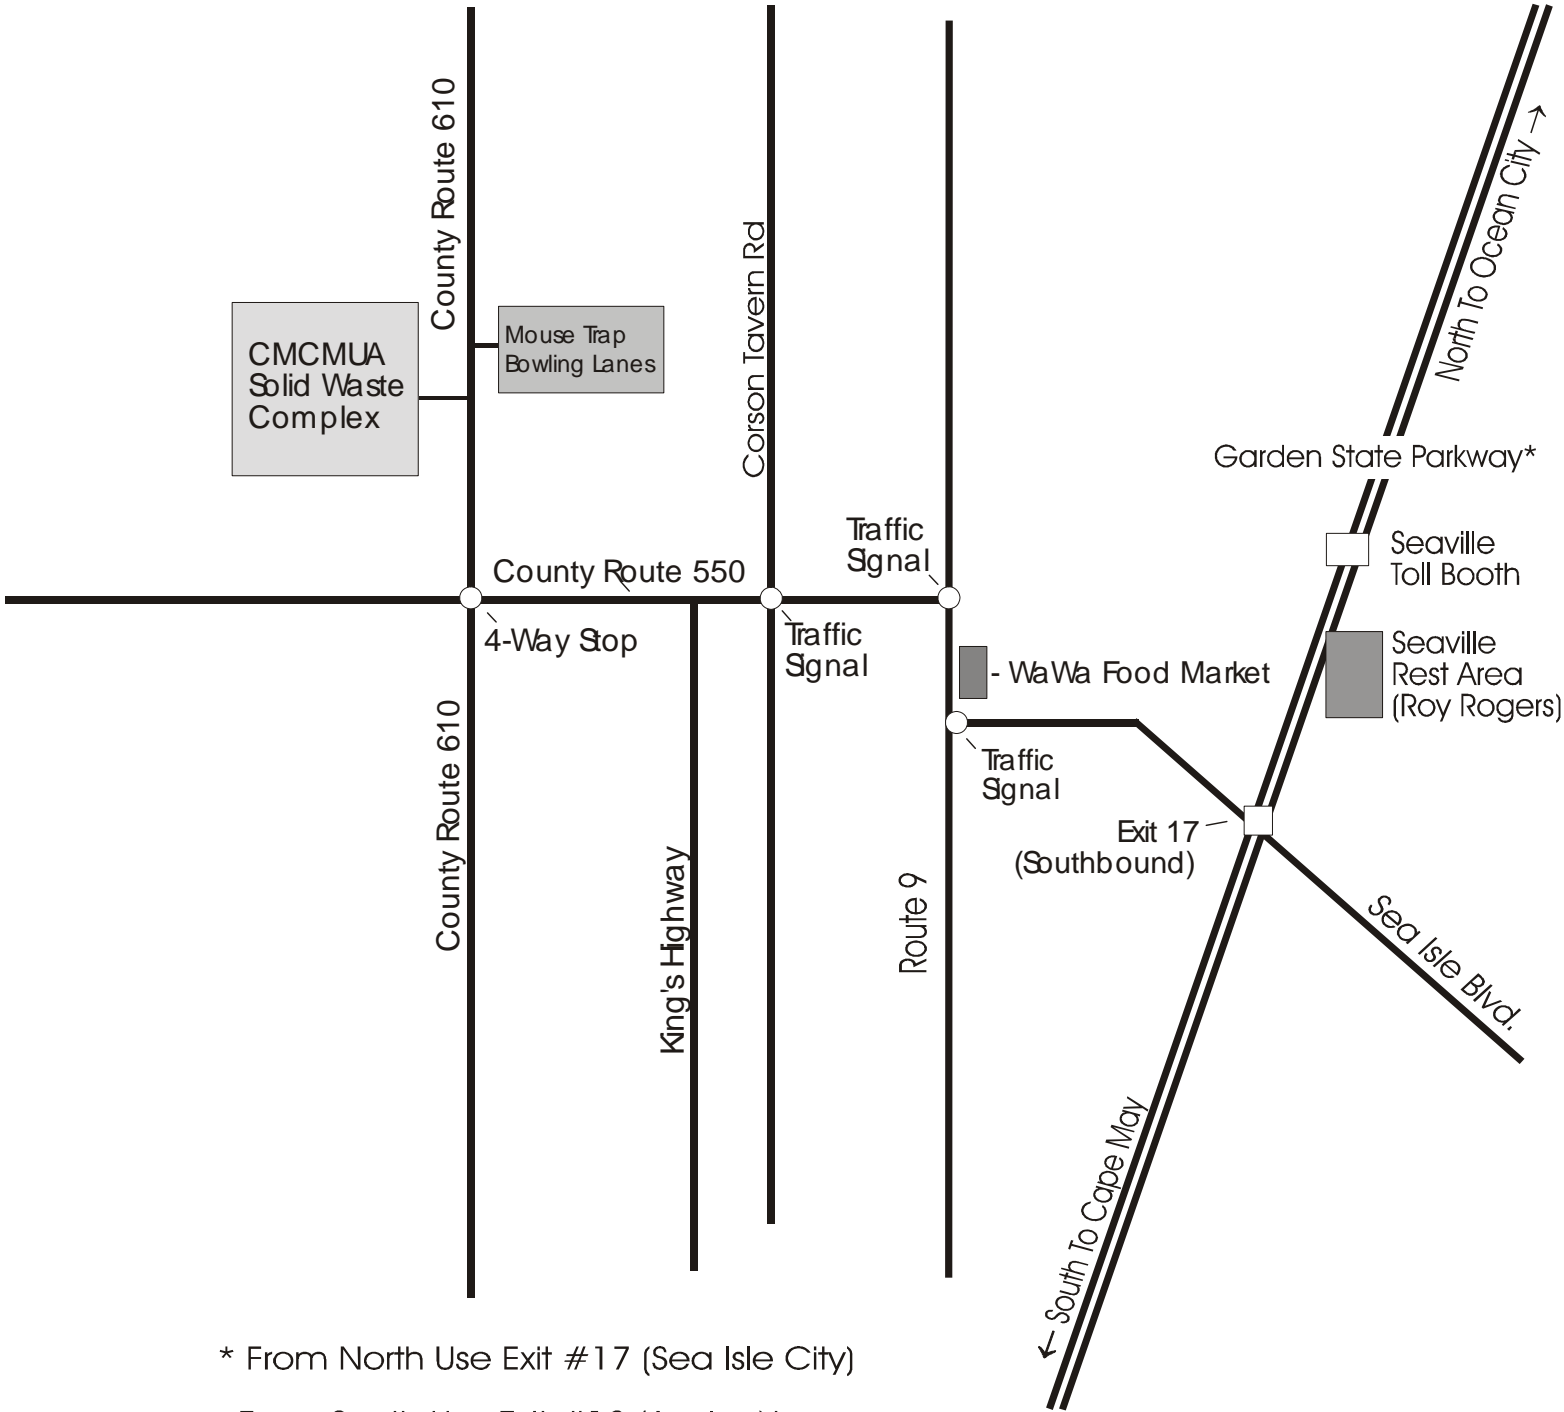 County Route 610
Corson Tavern Rd
North To Ocean City →
CMCMUA
Solid Waste
Complex
Mouse Trap
Bowling Lanes
Garden State Parkway*
Traffic
Signal
Seaville
Toll Booth
County Route 550
4-Way Stop
Traffic
Signal
Seaville
Rest Area
(Roy Rogers)
- WaWa Food Market
Traffic
Signal
County Route 610
Exit 17
(Southbound)
King's Highway
Route 9
Sea Isle Blvd.
← South To Cape May
* From North Use Exit #17 (Sea Isle City)